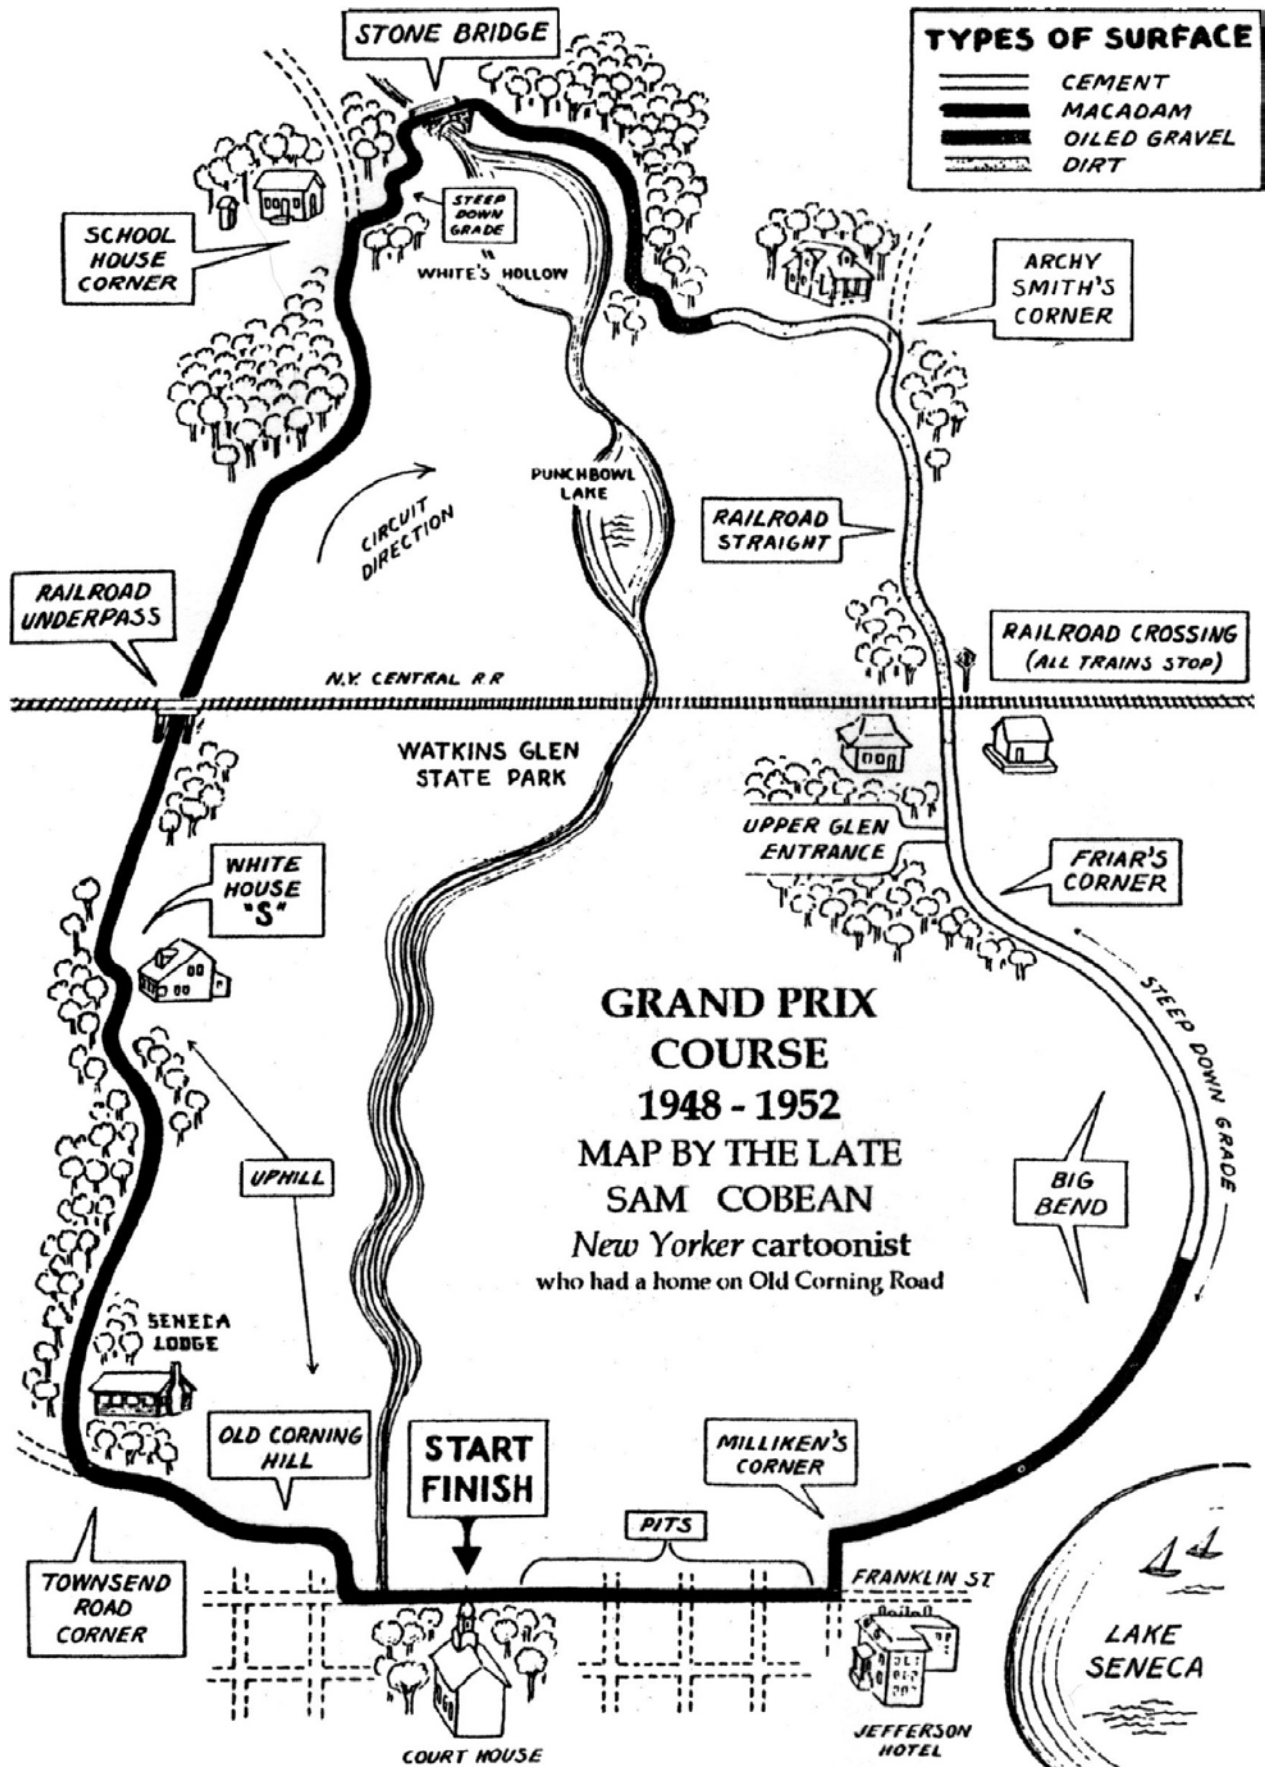 STONE BRIDGE
TYPES OF SURFACE
CEMENT
MACADAM
OILED GRAVEL
DIRT
SCHOOL
HOUSE
CORNER
STEEP
DOWN
GRADE
WHITE'S HOLLOW
ARCHY
SMITH'S
CORNER
PUNCHBOWL
LAKE
CIRCUIT
DIRECTION
RAILROAD
STRAIGHT
RAILROAD
UNDERPASS
RAILROAD CROSSING
(ALL TRAINS STOP)
N.Y. CENTRAL R.R
WATKINS GLEN
STATE PARK
UPPER GLEN
ENTRANCE
WHITE
HOUSE
"S"
FRIAR'S
CORNER
STEEP DOWN GRADE
GRAND PRIX
COURSE
1948 - 1952
MAP BY THE LATE
SAM COBEAN
New Yorker cartoonist
who had a home on Old Corning Road
UPHILL
BIG
BEND
SENECA
LODGE
OLD CORNING
HILL
START
FINISH
MILLIKEN'S
CORNER
PITS
TOWNSEND
ROAD
CORNER
FRANKLIN ST.
LAKE
SENECA
COURT HOUSE
JEFFERSON
HOTEL